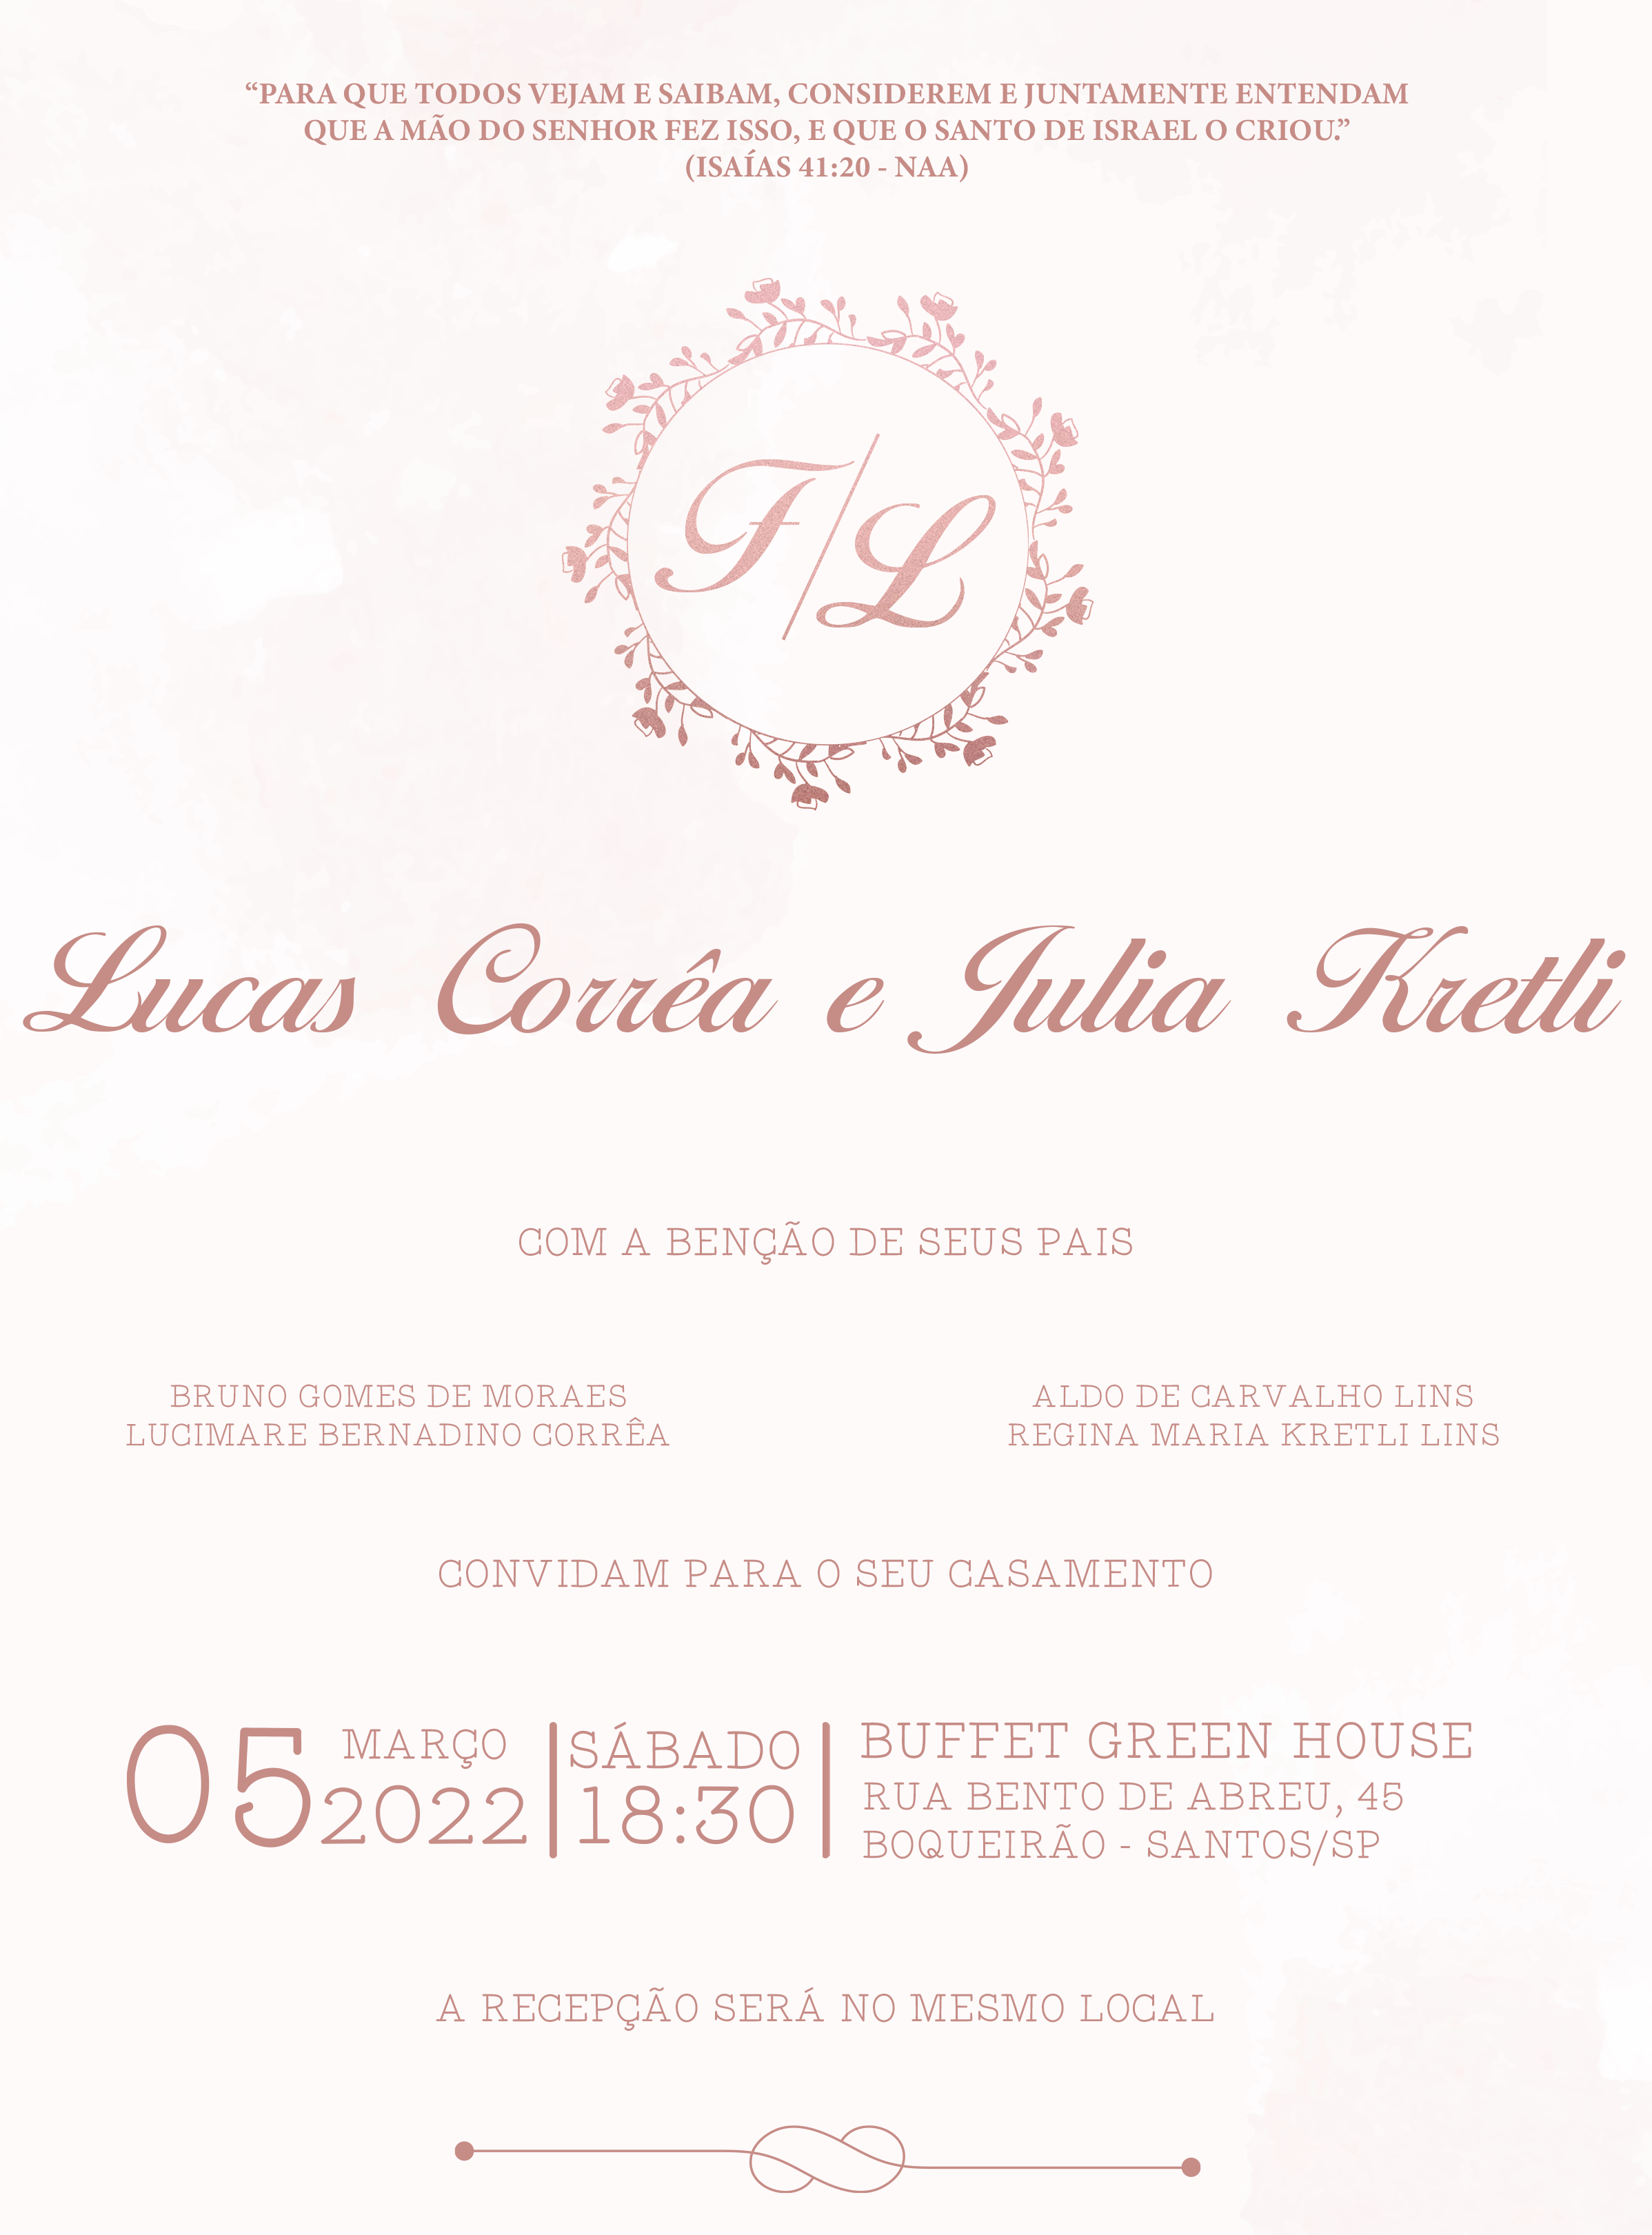 “PARA QUE TODOS VEJAM E SAIBAM, CONSIDEREM E JUNTAMENTE ENTENDAM
QUE A MÃO DO SENHOR FEZ ISSO, E QUE O SANTO DE ISRAEL O CRIOU.”
(ISAÍAS 41:20 - NAA)
F/L
Lucas Corrêa e Julia Kretli
COM A BENÇÃO DE SEUS PAIS
BRUNO GOMES DE MORAES
LUCIMARE BERNADINO CORRÊA
ALDO DE CARVALHO LINS
REGINA MARIA KRETLI LINS
CONVIDAM PARA O SEU CASAMENTO
05 MARÇO
2022
SÁBADO
18:30
BUFFET GREEN HOUSE
RUA BENTO DE ABREU, 45
BOQUEIRÃO - SANTOS/SP
A RECEPÇÃO SERÁ NO MESMO LOCAL